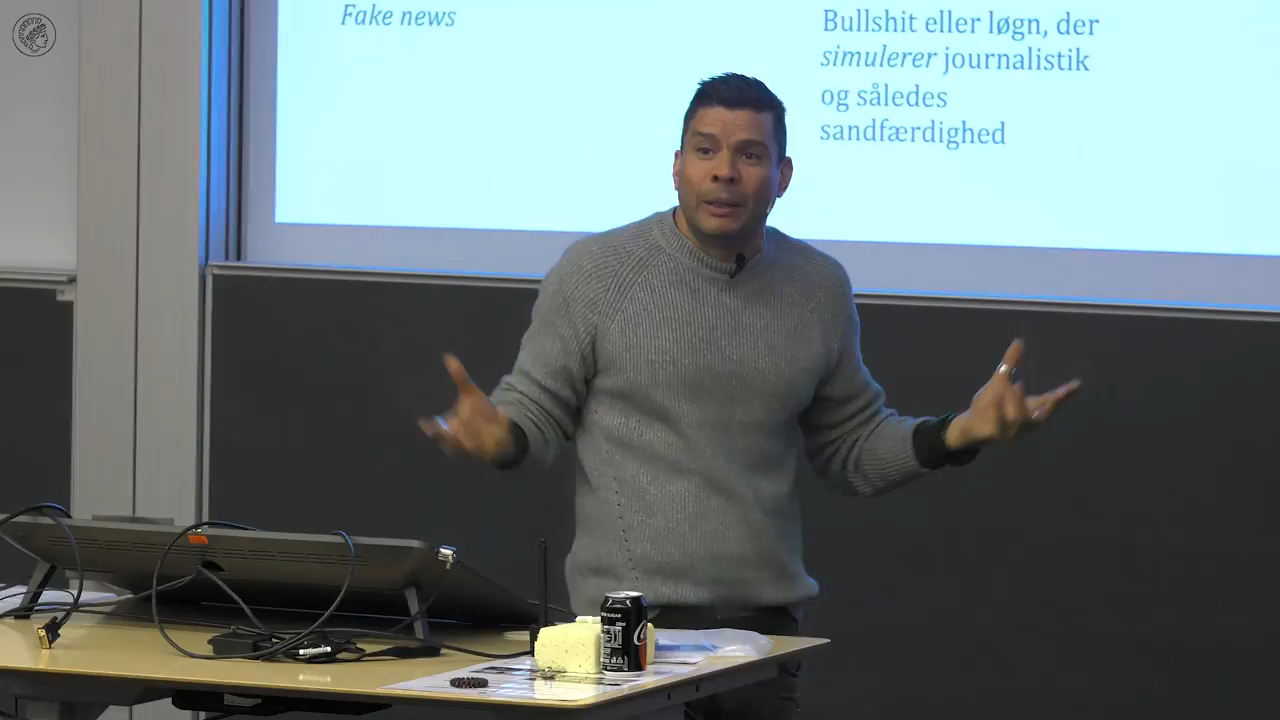 Fake news
Bullshit eller løgn, der
simulerer journalistik
og således
sandfærdighed